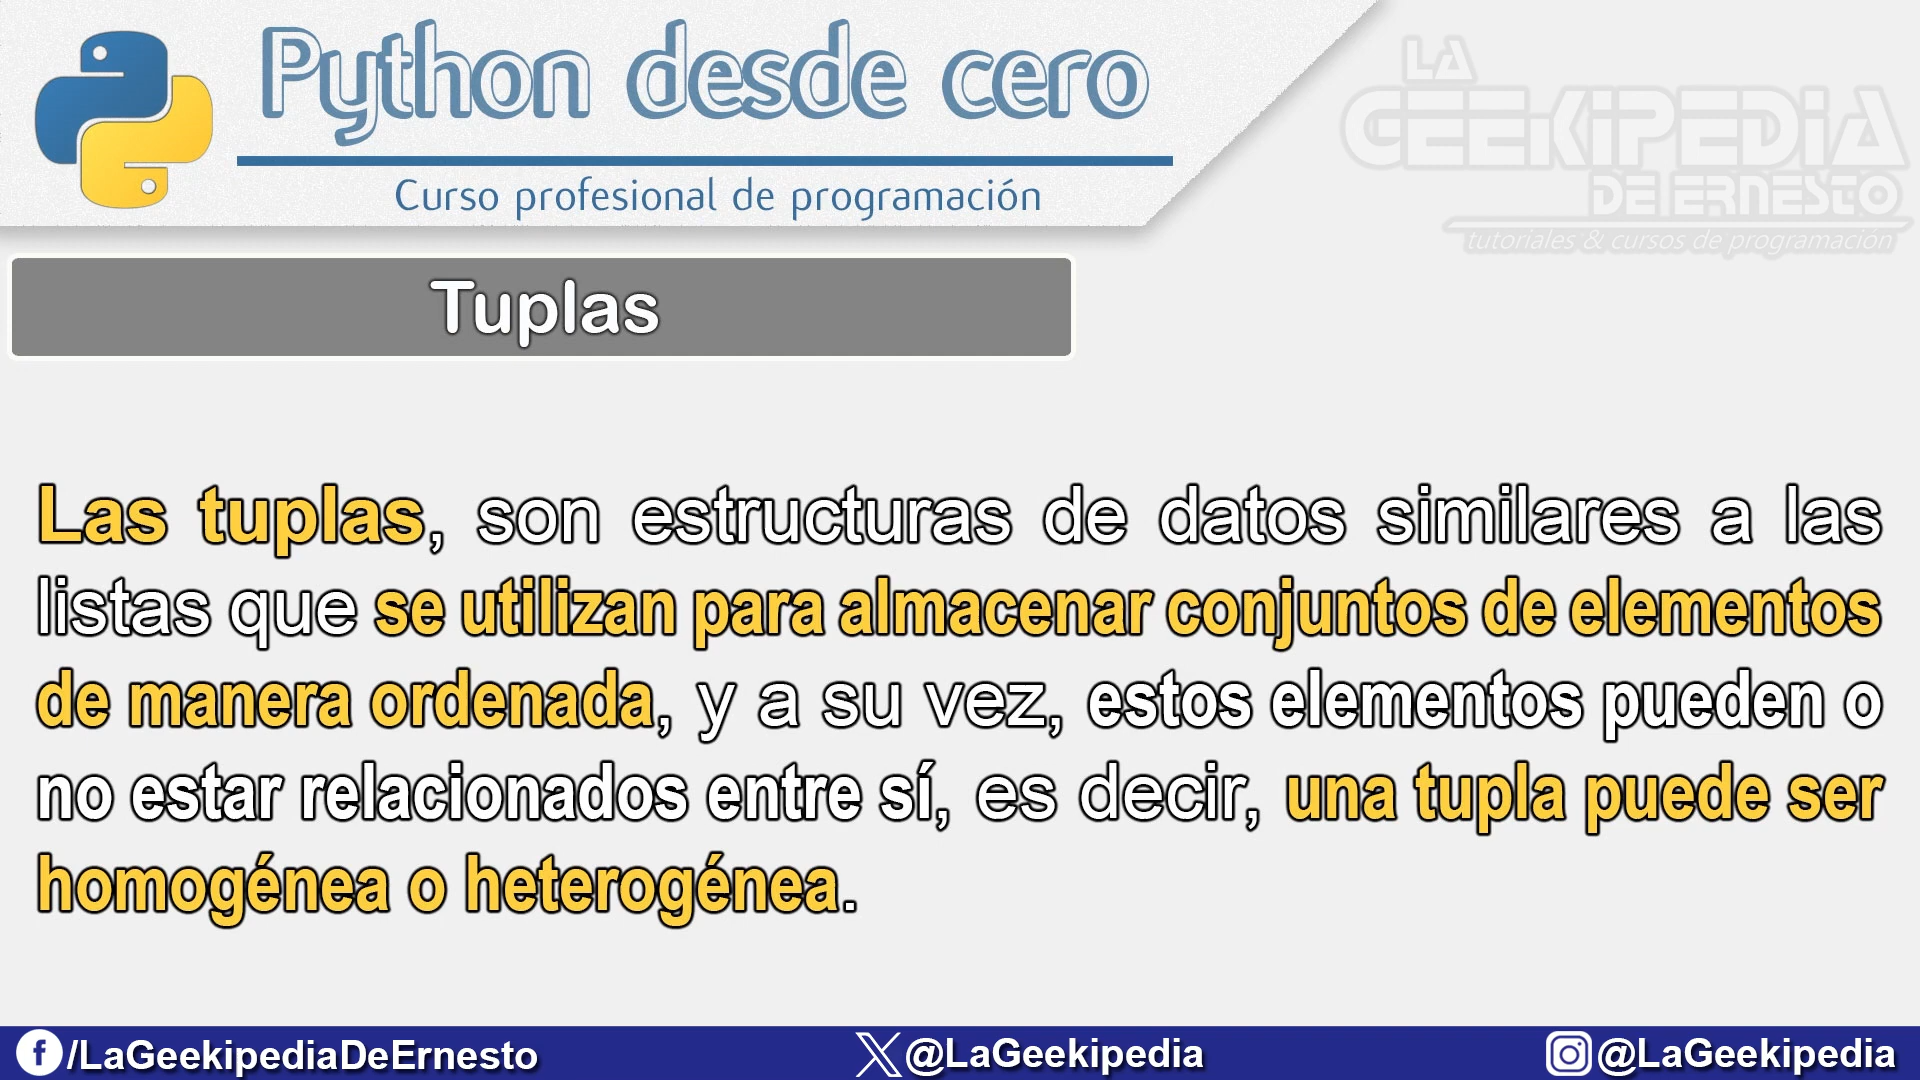 Python desde cero
Curso profesional de programación
LA
GEEKIPEDIA
DE ERNESTO
tutoriales & cursos de programación
Tuplas
Las tuplas, son estructuras de datos similares a las
listas que se utilizan para almacenar conjuntos de elementos
de manera ordenada, y a su vez, estos elementos pueden o
no estar relacionados entre sí, es decir, una tupla puede ser
homogénea o heterogénea.
/LaGeekipediaDeErnesto
@LaGeekipedia
@LaGeekipedia